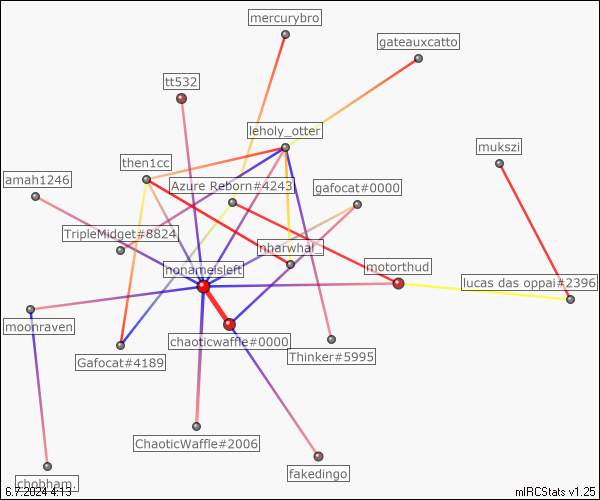 mercurybro
gateauxcatto
tt532
leholy_otter
mukszi
then1cc
amah1246
Azure Reborn#4243
gafocat#0000
TripleMidget#8824
nharwhal_
nonameisleft
motorthud
lucas das oppai#2396
moonraven
chaoticwaffle#0000
Gafocat#4189
Thinker#5995
ChaoticWaffle#2006
fakedingo
chobham.
6.7.2024 4:13
mIRCStats v1.25